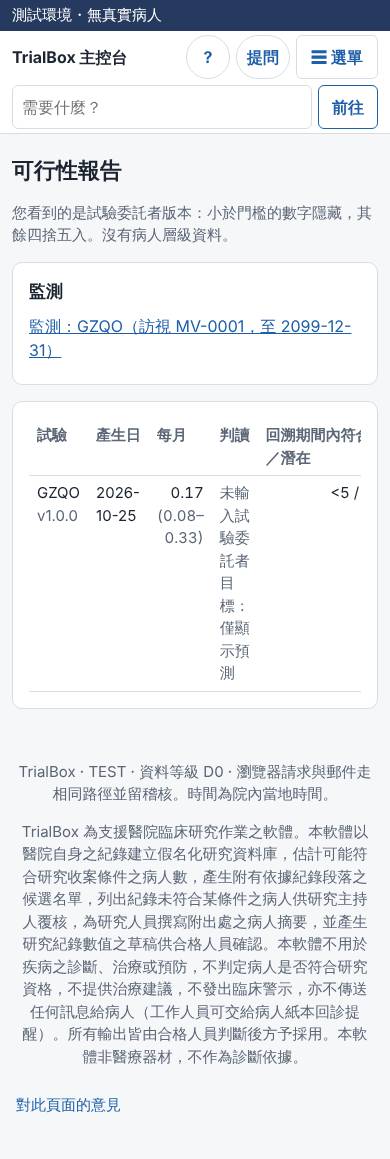 測試環境・無真實病人
TrialBox 主控台
?
提問
☰ 選單
需要什麼？
前往
可行性報告
您看到的是試驗委託者版本：小於門檻的數字隱藏，其
餘四捨五入。沒有病人層級資料。
監測
監測：GZQO（訪視 MV-0001，至 2099-12-
31）
試驗 產生日 每月 判讀 回溯期間內符合
／潛在
GZQO 2026- 0.17 未輸 <5 /
v1.0.0 10-25 (0.08– 入試
0.33) 驗委
託者
目
標：
僅顯
示預
測
TrialBox · TEST · 資料等級 D0 · 瀏覽器請求與郵件走
相同路徑並留稽核。時間為院內當地時間。
TrialBox 為支援醫院臨床研究作業之軟體。本軟體以
醫院自身之紀錄建立假名化研究資料庫，估計可能符
合研究收案條件之病人數，產生附有依據紀錄段落之
候選名單，列出紀錄未符合某條件之病人供研究主持
人覆核，為研究人員撰寫附出處之病人摘要，並產生
研究紀錄數值之草稿供合格人員確認。本軟體不用於
疾病之診斷、治療或預防，不判定病人是否符合研究
資格，不提供治療建議，不發出臨床警示，亦不傳送
任何訊息給病人（工作人員可交給病人紙本回診提
醒）。所有輸出皆由合格人員判斷後方予採用。本軟
體非醫療器材，不作為診斷依據。
對此頁面的意見